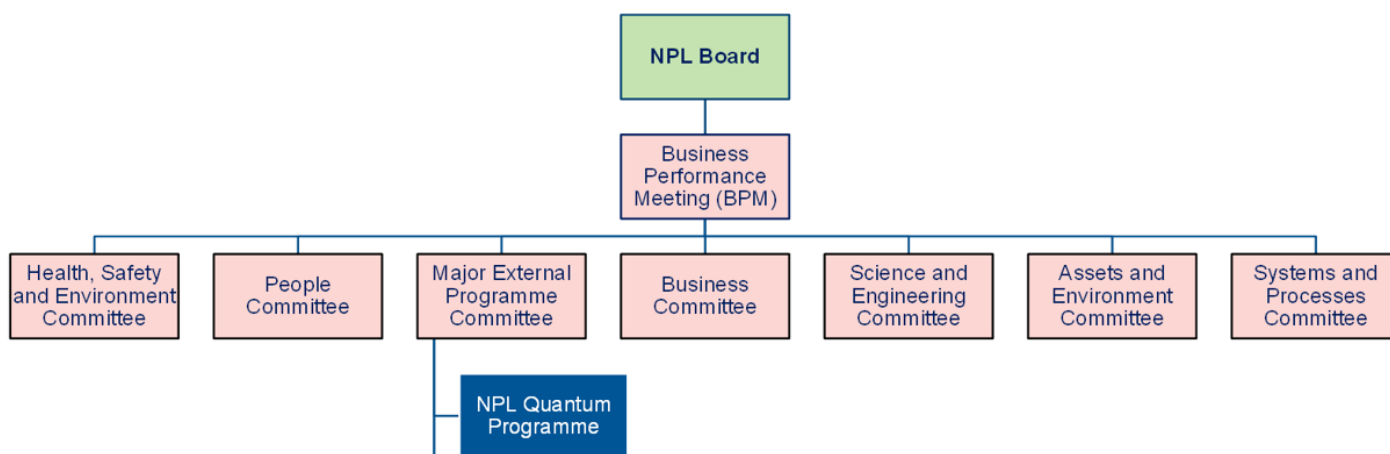 NPL Board
Business
Performance
Meeting (BPM)
Health, Safety
and Environment
Committee
People
Committee
Major External
Programme
Committee
Business
Committee
Science and
Engineering
Committee
Assets and
Environment
Committee
Systems and
Processes
Committee
NPL Quantum
Programme